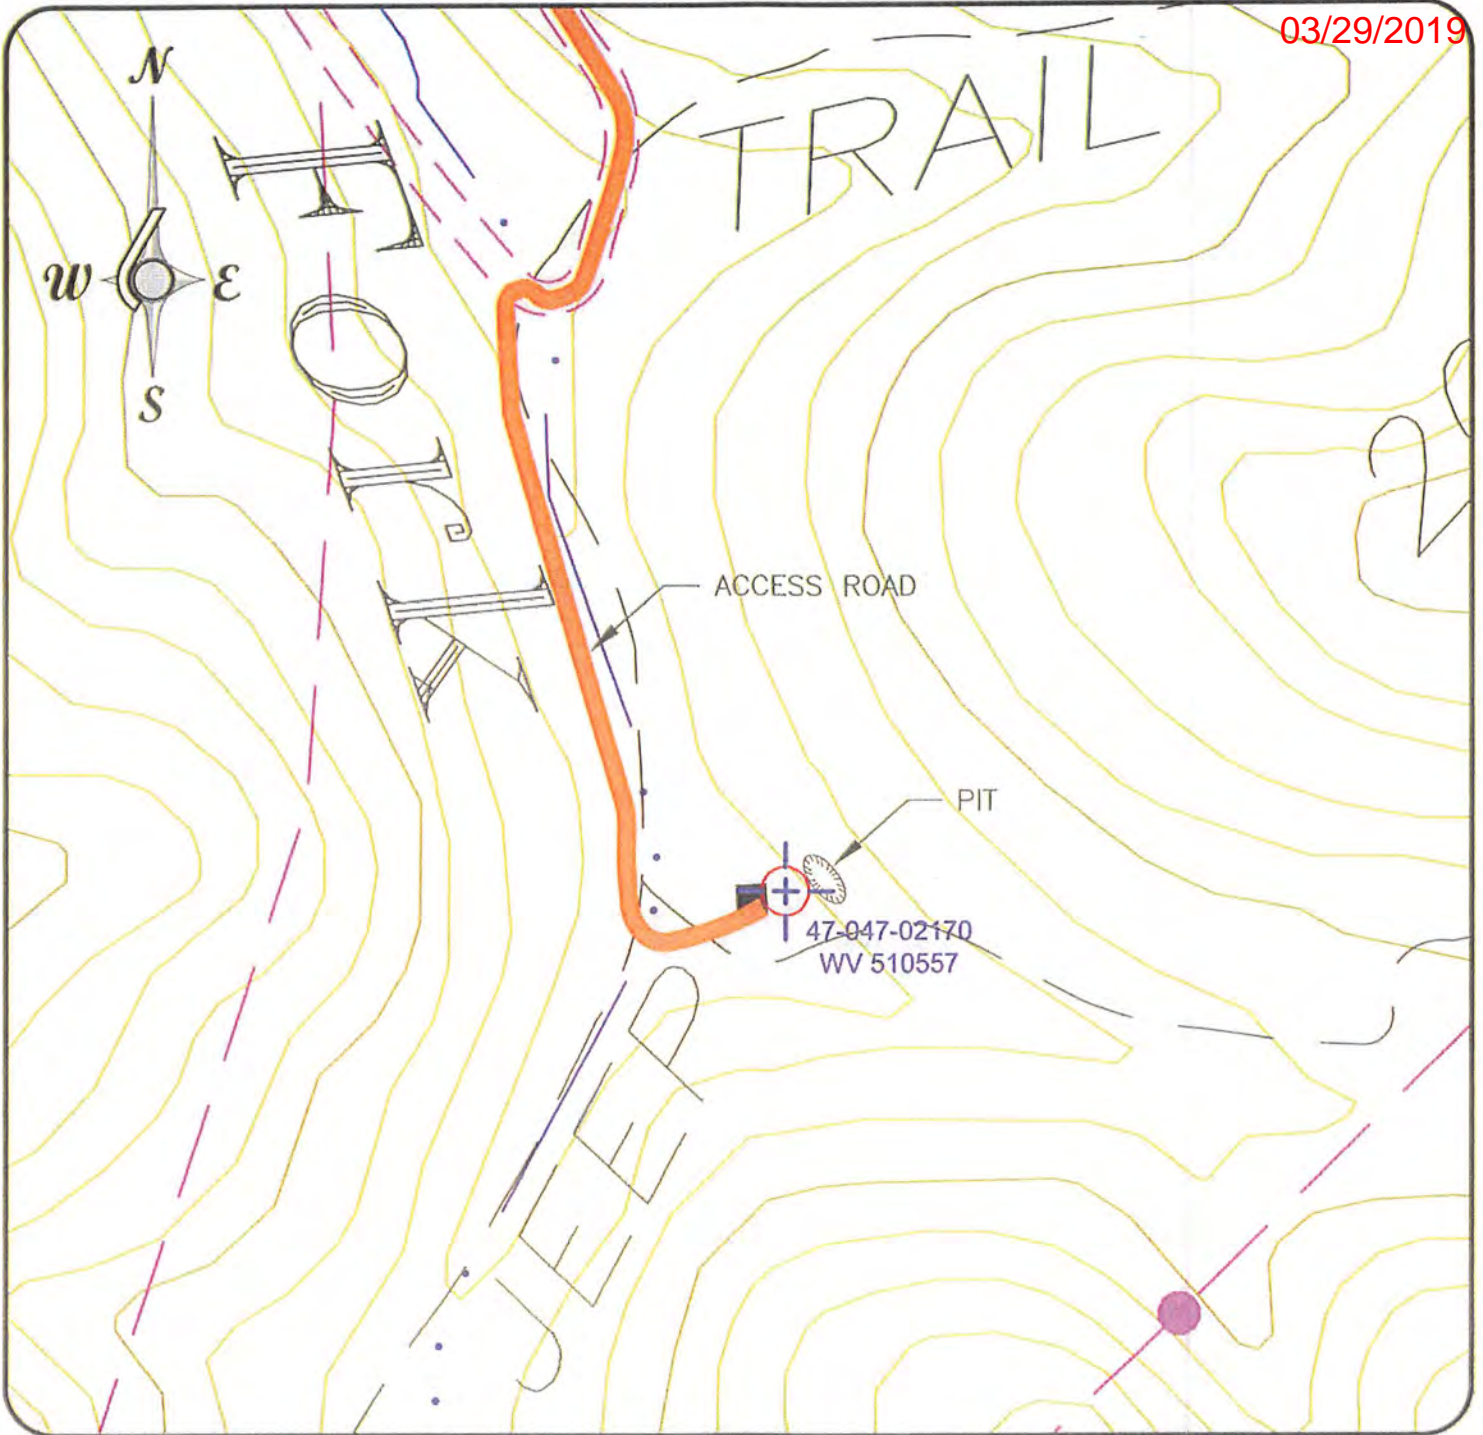 03/29/2019
N
W E
S
TRAIL
ACCESS ROAD
PIT
47-047-02170
WV 510557
JEEP